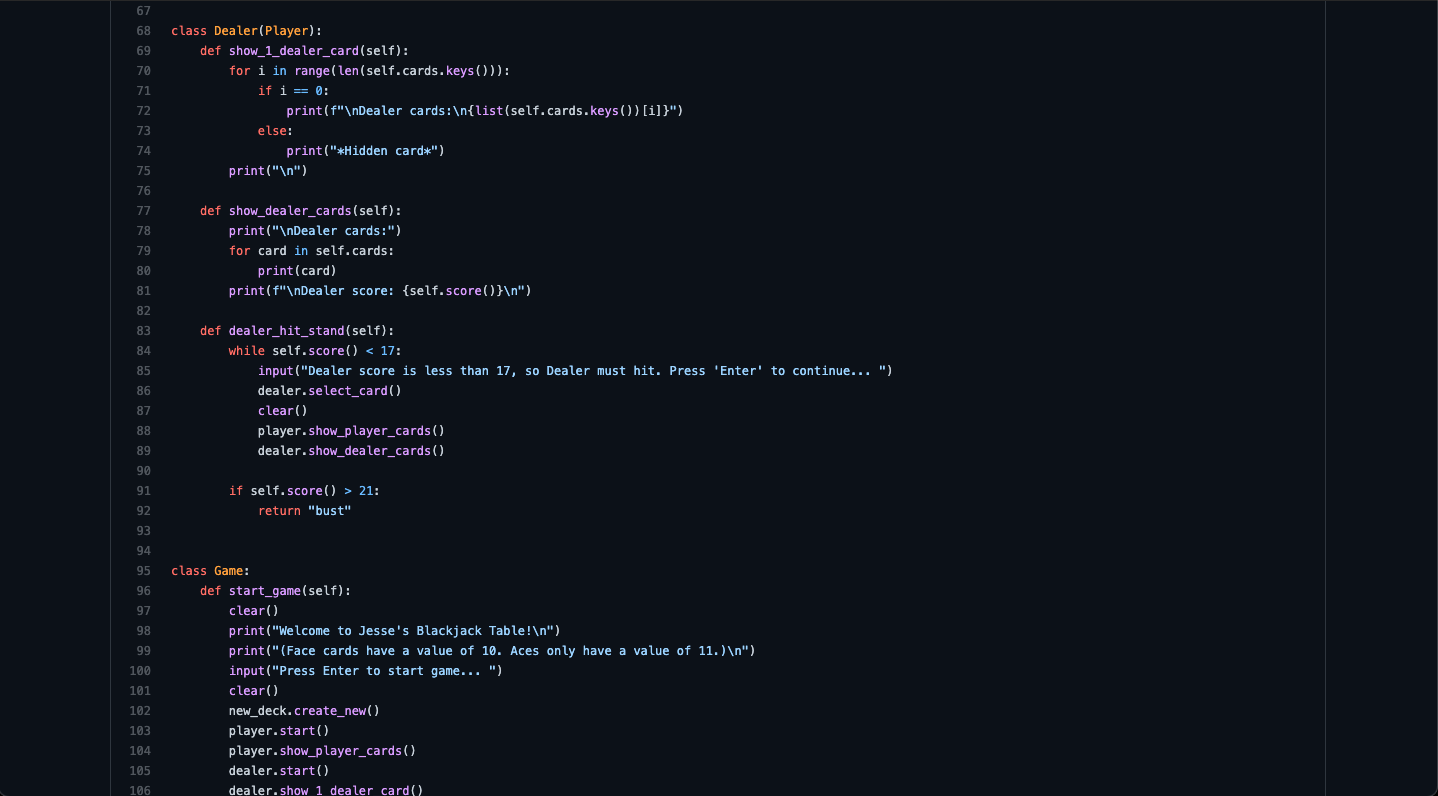 67
68 class Dealer(Player):
69     def show_1_dealer_card(self):
70         for i in range(len(self.cards.keys())):
71             if i == 0:
72                 print(f"\nDealer cards:\n{list(self.cards.keys())[i]}")
73             else:
74                 print("*Hidden card*")
75         print("\n")
76
77     def show_dealer_cards(self):
78         print("\nDealer cards:")
79         for card in self.cards:
80             print(card)
81         print(f"\nDealer score: {self.score()}\n")
82
83     def dealer_hit_stand(self):
84         while self.score() < 17:
85             input("Dealer score is less than 17, so Dealer must hit. Press 'Enter' to continue... ")
86             dealer.select_card()
87             clear()
88             player.show_player_cards()
89             dealer.show_dealer_cards()
90
91         if self.score() > 21:
92             return "bust"
93
94
95 class Game:
96     def start_game(self):
97         clear()
98         print("Welcome to Jesse's Blackjack Table!\n")
99         print("(Face cards have a value of 10. Aces only have a value of 11.)\n")
100         input("Press Enter to start game... ")
101         clear()
102         new_deck.create_new()
103         player.start()
104         player.show_player_cards()
105         dealer.start()
106         dealer.show_1_dealer_card()